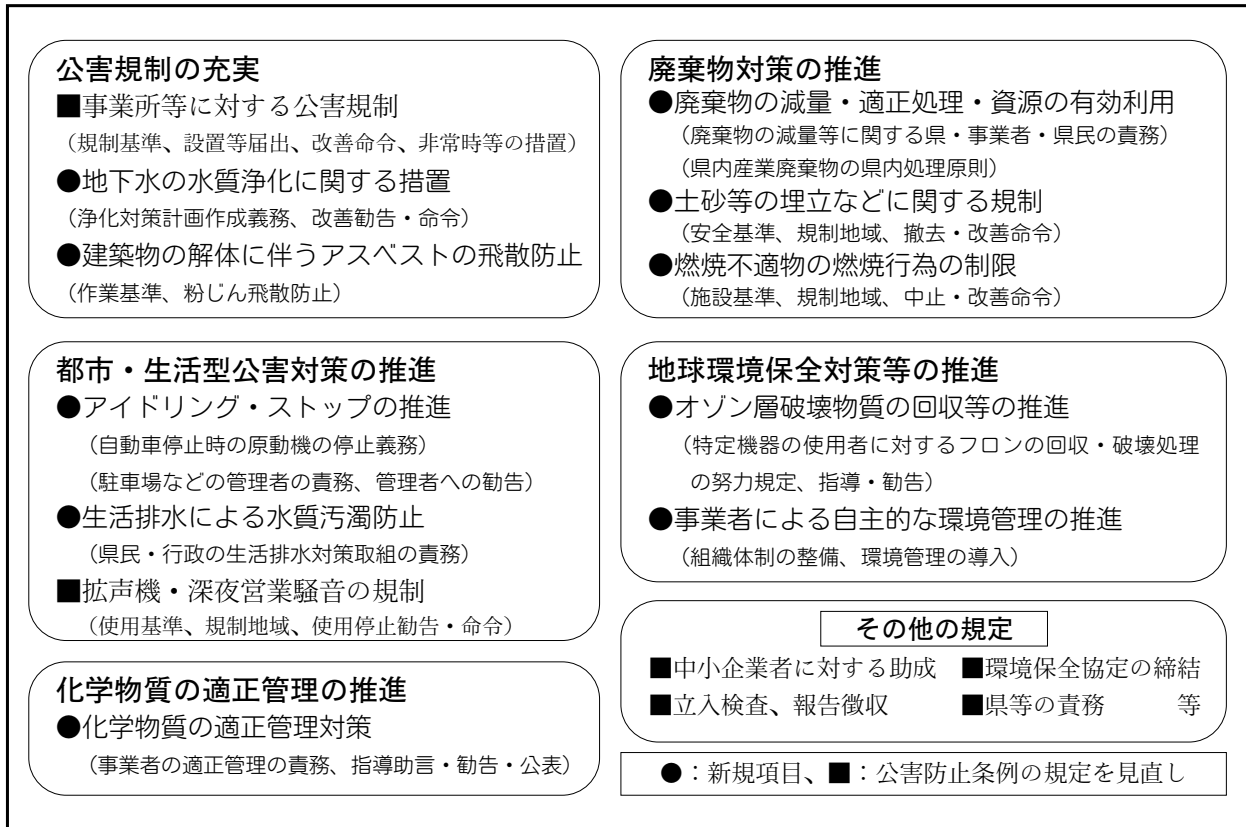 公害規制の充実
■事業所等に対する公害規制
（規制基準、設置等届出、改善命令、非常時等の措置）
●地下水の水質浄化に関する措置
（浄化対策計画作成義務、改善勧告・命令）
●建築物の解体に伴うアスベストの飛散防止
（作業基準、粉じん飛散防止）
都市・生活型公害対策の推進
●アイドリング・ストップの推進
（自動車停止時の原動機の停止義務）
（駐車場などの管理者の責務、管理者への勧告）
●生活排水による水質汚濁防止
（県民・行政の生活排水対策取組の責務）
■拡声機・深夜営業騒音の規制
（使用基準、規制地域、使用停止勧告・命令）
化学物質の適正管理の推進
●化学物質の適正管理対策
（事業者の適正管理の責務、指導助言・勧告・公表）
廃棄物対策の推進
●廃棄物の減量・適正処理・資源の有効利用
（廃棄物の減量等に関する県・事業者・県民の責務）
（県内産業廃棄物の県内処理原則）
●土砂等の埋立などに関する規制
（安全基準、規制地域、撤去・改善命令）
●燃焼不適物の燃焼行為の制限
（施設基準、規制地域、中止・改善命令）
地球環境保全対策等の推進
●オゾン層破壊物質の回収等の推進
（特定機器の使用者に対するフロンの回収・破壊処理
の努力規定、指導・勧告）
●事業者による自主的な環境管理の推進
（組織体制の整備、環境管理の導入）
その他の規定
■中小企業者に対する助成　■環境保全協定の締結
■立入検査、報告徴収　■県等の責務　等
●：新規項目、■：公害防止条例の規定を見直し